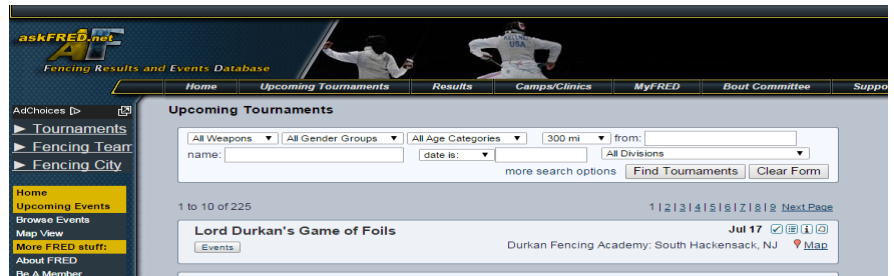 askFRED.net
AF
Fencing Results and Events Database
USA
Home Upcoming Tournaments Results Camps/Clinics MyFRED Bout Committee Suppo
AdChoices
Tournaments
Fencing Team
Fencing City
Home
Upcoming Events
Browse Events
Map View
More FRED stuff:
About FRED
Be A Member
Upcoming Tournaments
All Weapons All Gender Groups All Age Categories 300 mi from:
name: date is: All Divisions
more search options Find Tournaments Clear Form
1 to 10 of 225 1 | 2 | 3 | 4 | 5 | 6 | 7 | 8 | 9 Next Page
Lord Durkan's Game of Foils Jul 17
Events Durkan Fencing Academy: South Hackensack, NJ Map